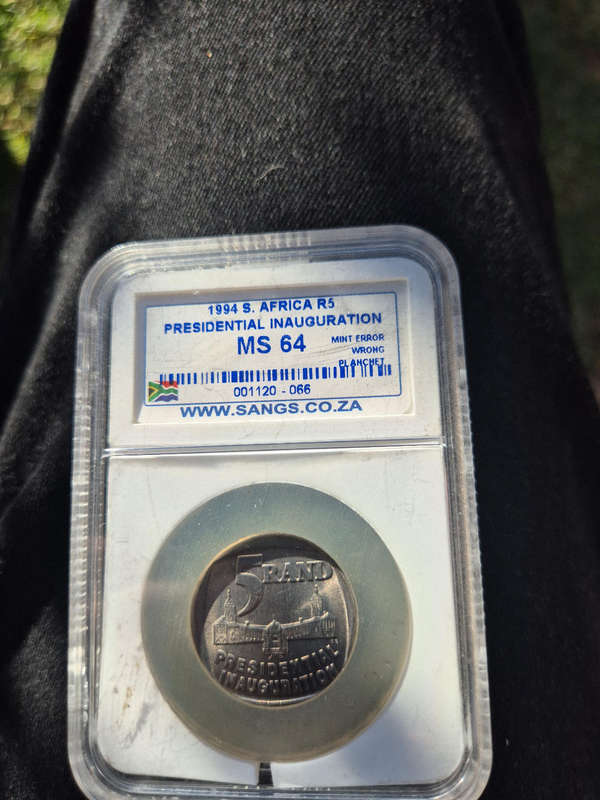 1994 S. AFRICA R5
PRESIDENTIAL INAUGURATION
MS 64
MINT ERROR
WRONG
PLANCHET
001120 - 066
WWW.SANGS.CO.ZA
5 RAND
PRESIDENTIAL
INAUGURATION